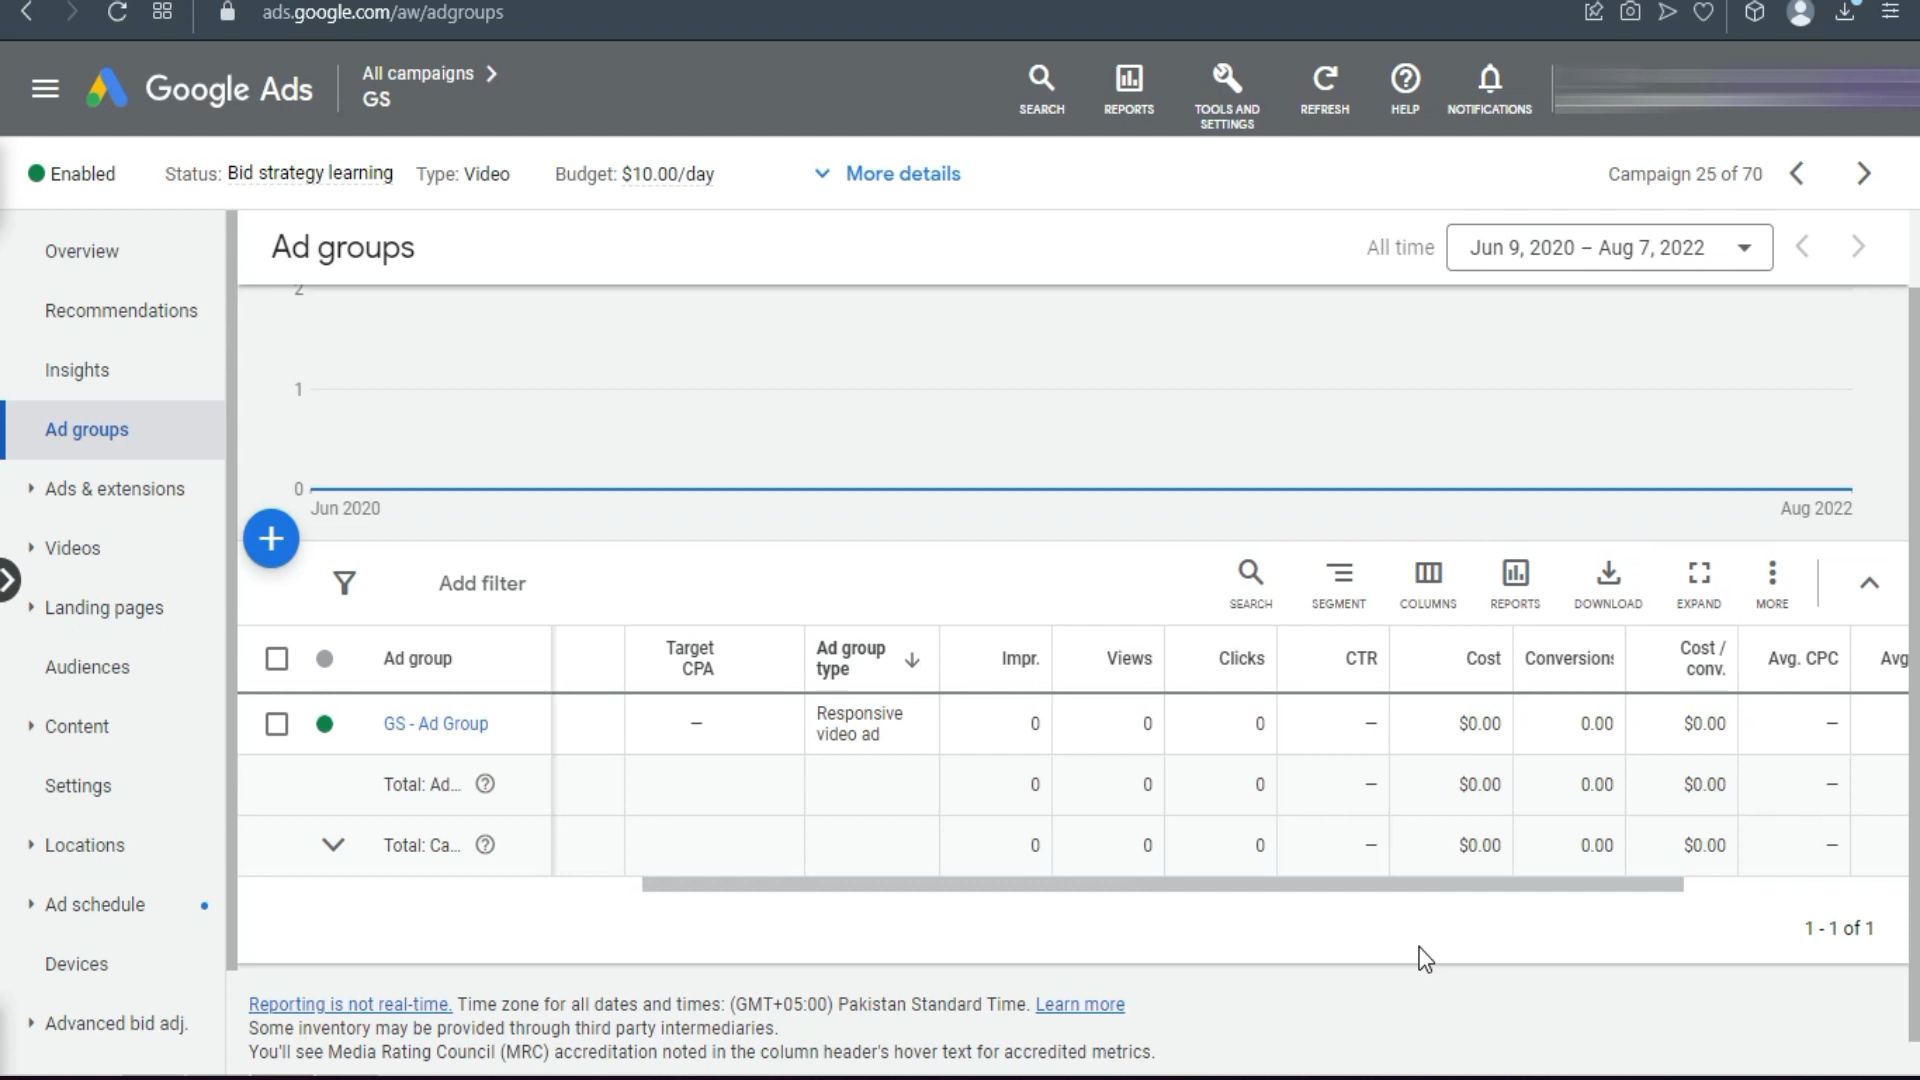 ads.google.com/aw/adgroups
Google Ads
All campaigns
GS
SEARCH
REPORTS
TOOLS AND
SETTINGS
REFRESH
HELP
NOTIFICATIONS
Enabled
Status: Bid strategy learning
Type: Video
Budget: $10.00/day
More details
Campaign 25 of 70
Overview
Recommendations
Insights
Ad groups
Ads & extensions
Videos
Landing pages
Audiences
Content
Settings
Locations
Ad schedule
Devices
Advanced bid adj.
Ad groups
All time
Jun 9, 2020 – Aug 7, 2022
2
1
0
Jun 2020
Aug 2022
Add filter
SEARCH
SEGMENT
COLUMNS
REPORTS
DOWNLOAD
EXPAND
MORE
Ad group
Target
CPA
Ad group
type
Impr.
Views
Clicks
CTR
Cost
Conversions
Cost /
conv.
Avg. CPC
Avg
GS - Ad Group
–
Responsive
video ad
0
0
0
–
$0.00
0.00
$0.00
–
Total: Ad...
0
0
0
–
$0.00
0.00
$0.00
–
Total: Ca...
0
0
0
–
$0.00
0.00
$0.00
–
1 - 1 of 1
Reporting is not real-time. Time zone for all dates and times: (GMT+05:00) Pakistan Standard Time. Learn more
Some inventory may be provided through third party intermediaries.
You'll see Media Rating Council (MRC) accreditation noted in the column header's hover text for accredited metrics.